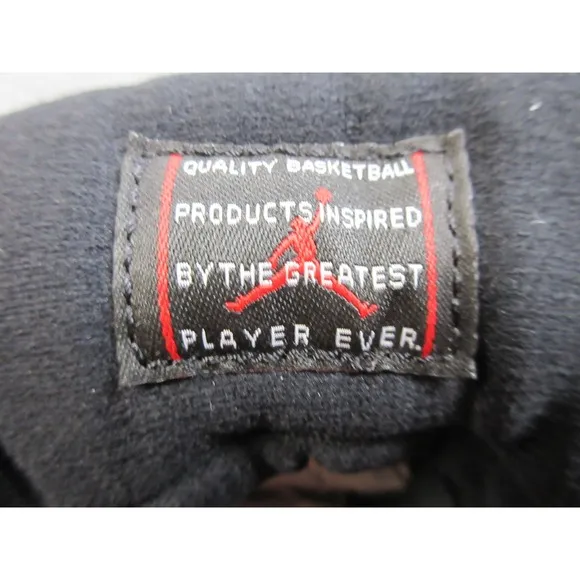 QUALITY BASKETBALL
PRODUCTS INSPIRED
BY THE GREATEST
PLAYER EVER.